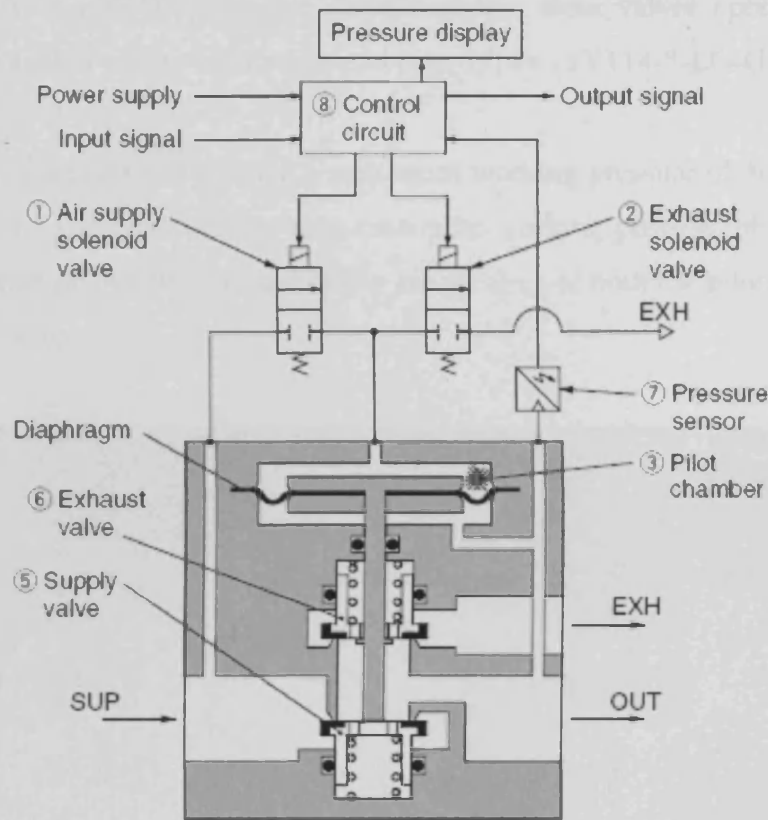 Pressure display
Power supply
⑧ Control
circuit
Output signal
Input signal
① Air supply
solenoid
valve
② Exhaust
solenoid
valve
EXH
⑦ Pressure
sensor
Diaphragm
③ Pilot
chamber
⑥ Exhaust
valve
⑤ Supply
valve
EXH
SUP
OUT